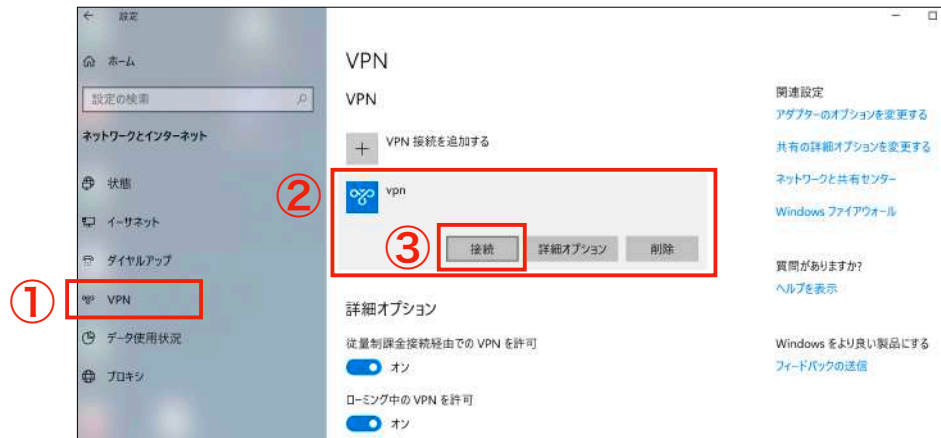 設定
ホーム
設定の検索
ネットワークとインターネット
状態
イーサネット
ダイヤルアップ
①
VPN
データ使用状況
プロキシ
VPN
VPN
VPN 接続を追加する
②
vpn
③
接続
詳細オプション
削除
詳細オプション
従量制課金接続経由での VPN を許可
オン
ローミング中の VPN を許可
オン
関連設定
アダプターのオプションを変更する
共有の詳細オプションを変更する
ネットワークと共有センター
Windows ファイアウォール
質問がありますか?
ヘルプを表示
Windows をより良い製品にする
フィードバックの送信